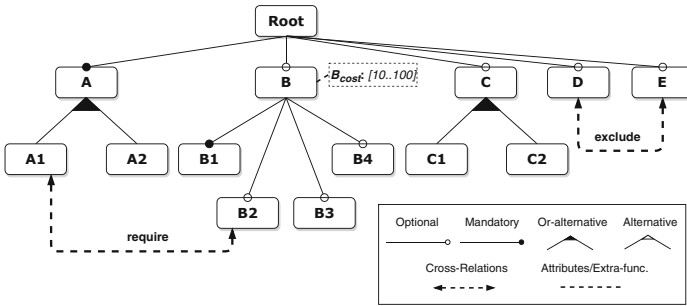 Root
A
B
B_cost: [10..100]
C
D
E
exclude
A1
A2
B1
B4
C1
C2
B2
B3
require
Optional
Mandatory
Or-alternative
Alternative
Cross-Relations
Attributes/Extra-func.